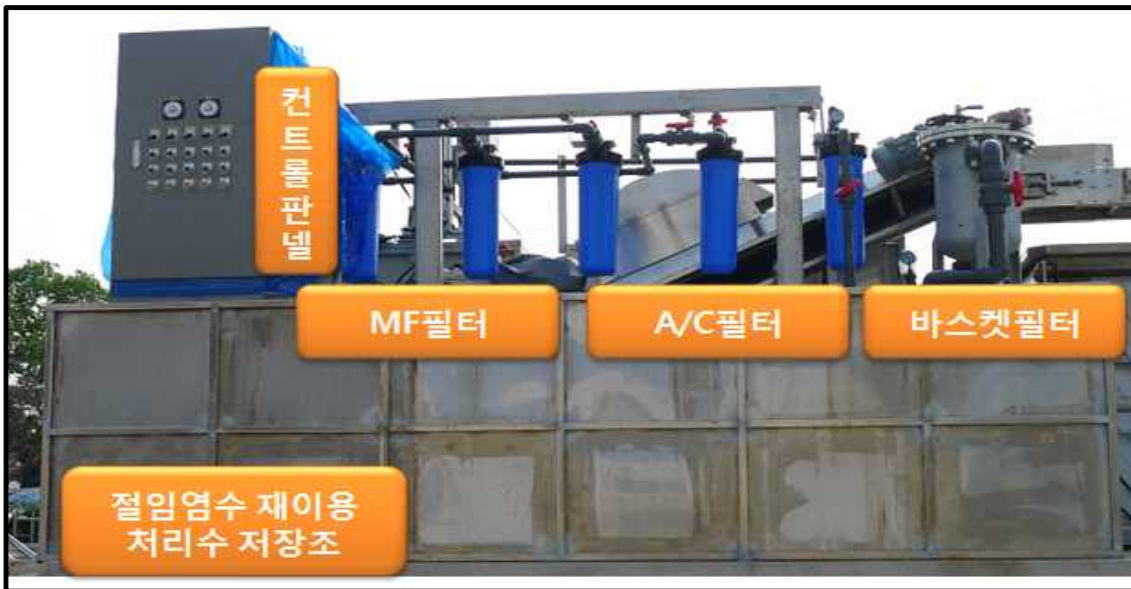 컨
트
롤
판
넬
MF필터
A/C필터
바스켓필터
절임염수 재이용
처리수 저장조